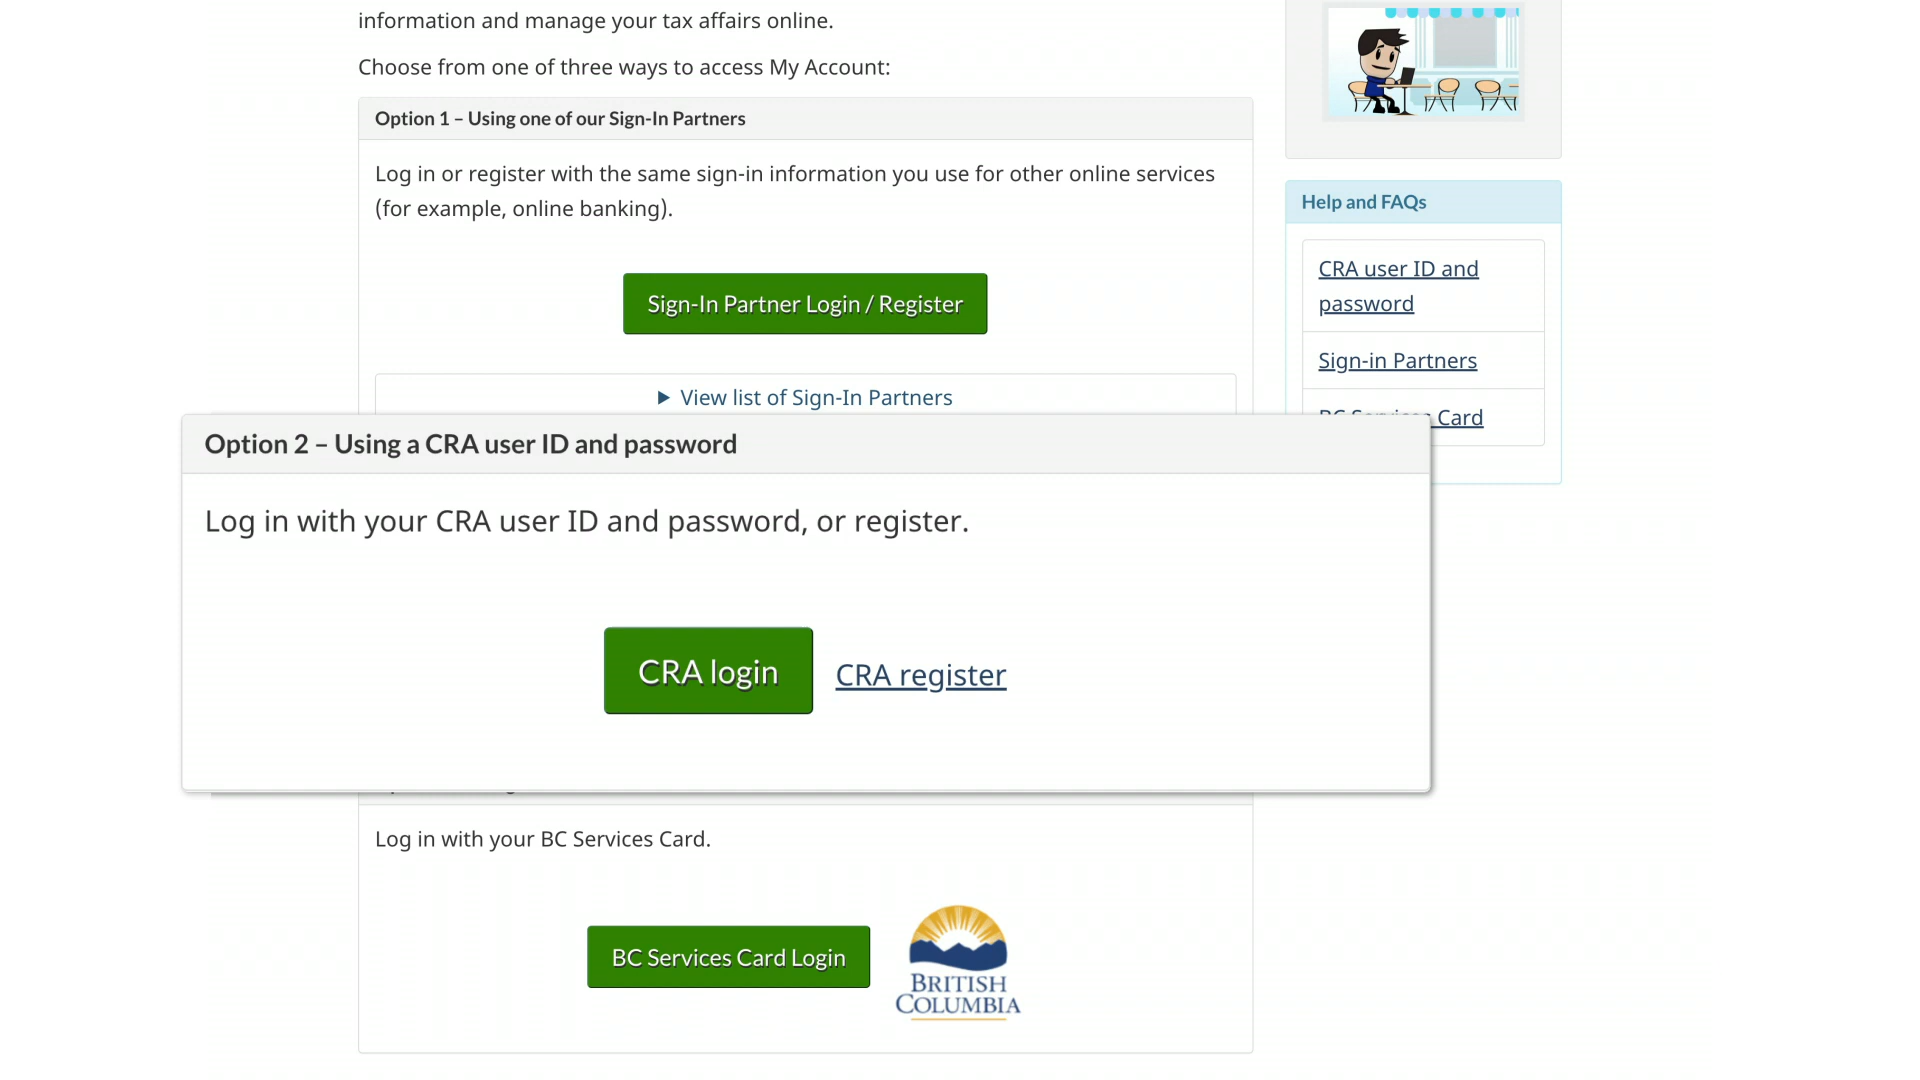 information and manage your tax affairs online.
Choose from one of three ways to access My Account:
Option 1 – Using one of our Sign-In Partners
Log in or register with the same sign-in information you use for other online services
(for example, online banking).
Sign-In Partner Login / Register
View list of Sign-In Partners
Option 2 – Using a CRA user ID and password
Log in with your CRA user ID and password, or register.
CRA login
CRA register
Log in with your BC Services Card.
BC Services Card Login
BRITISH
COLUMBIA
Help and FAQs
CRA user ID and
password
Sign-in Partners
BC Services Card